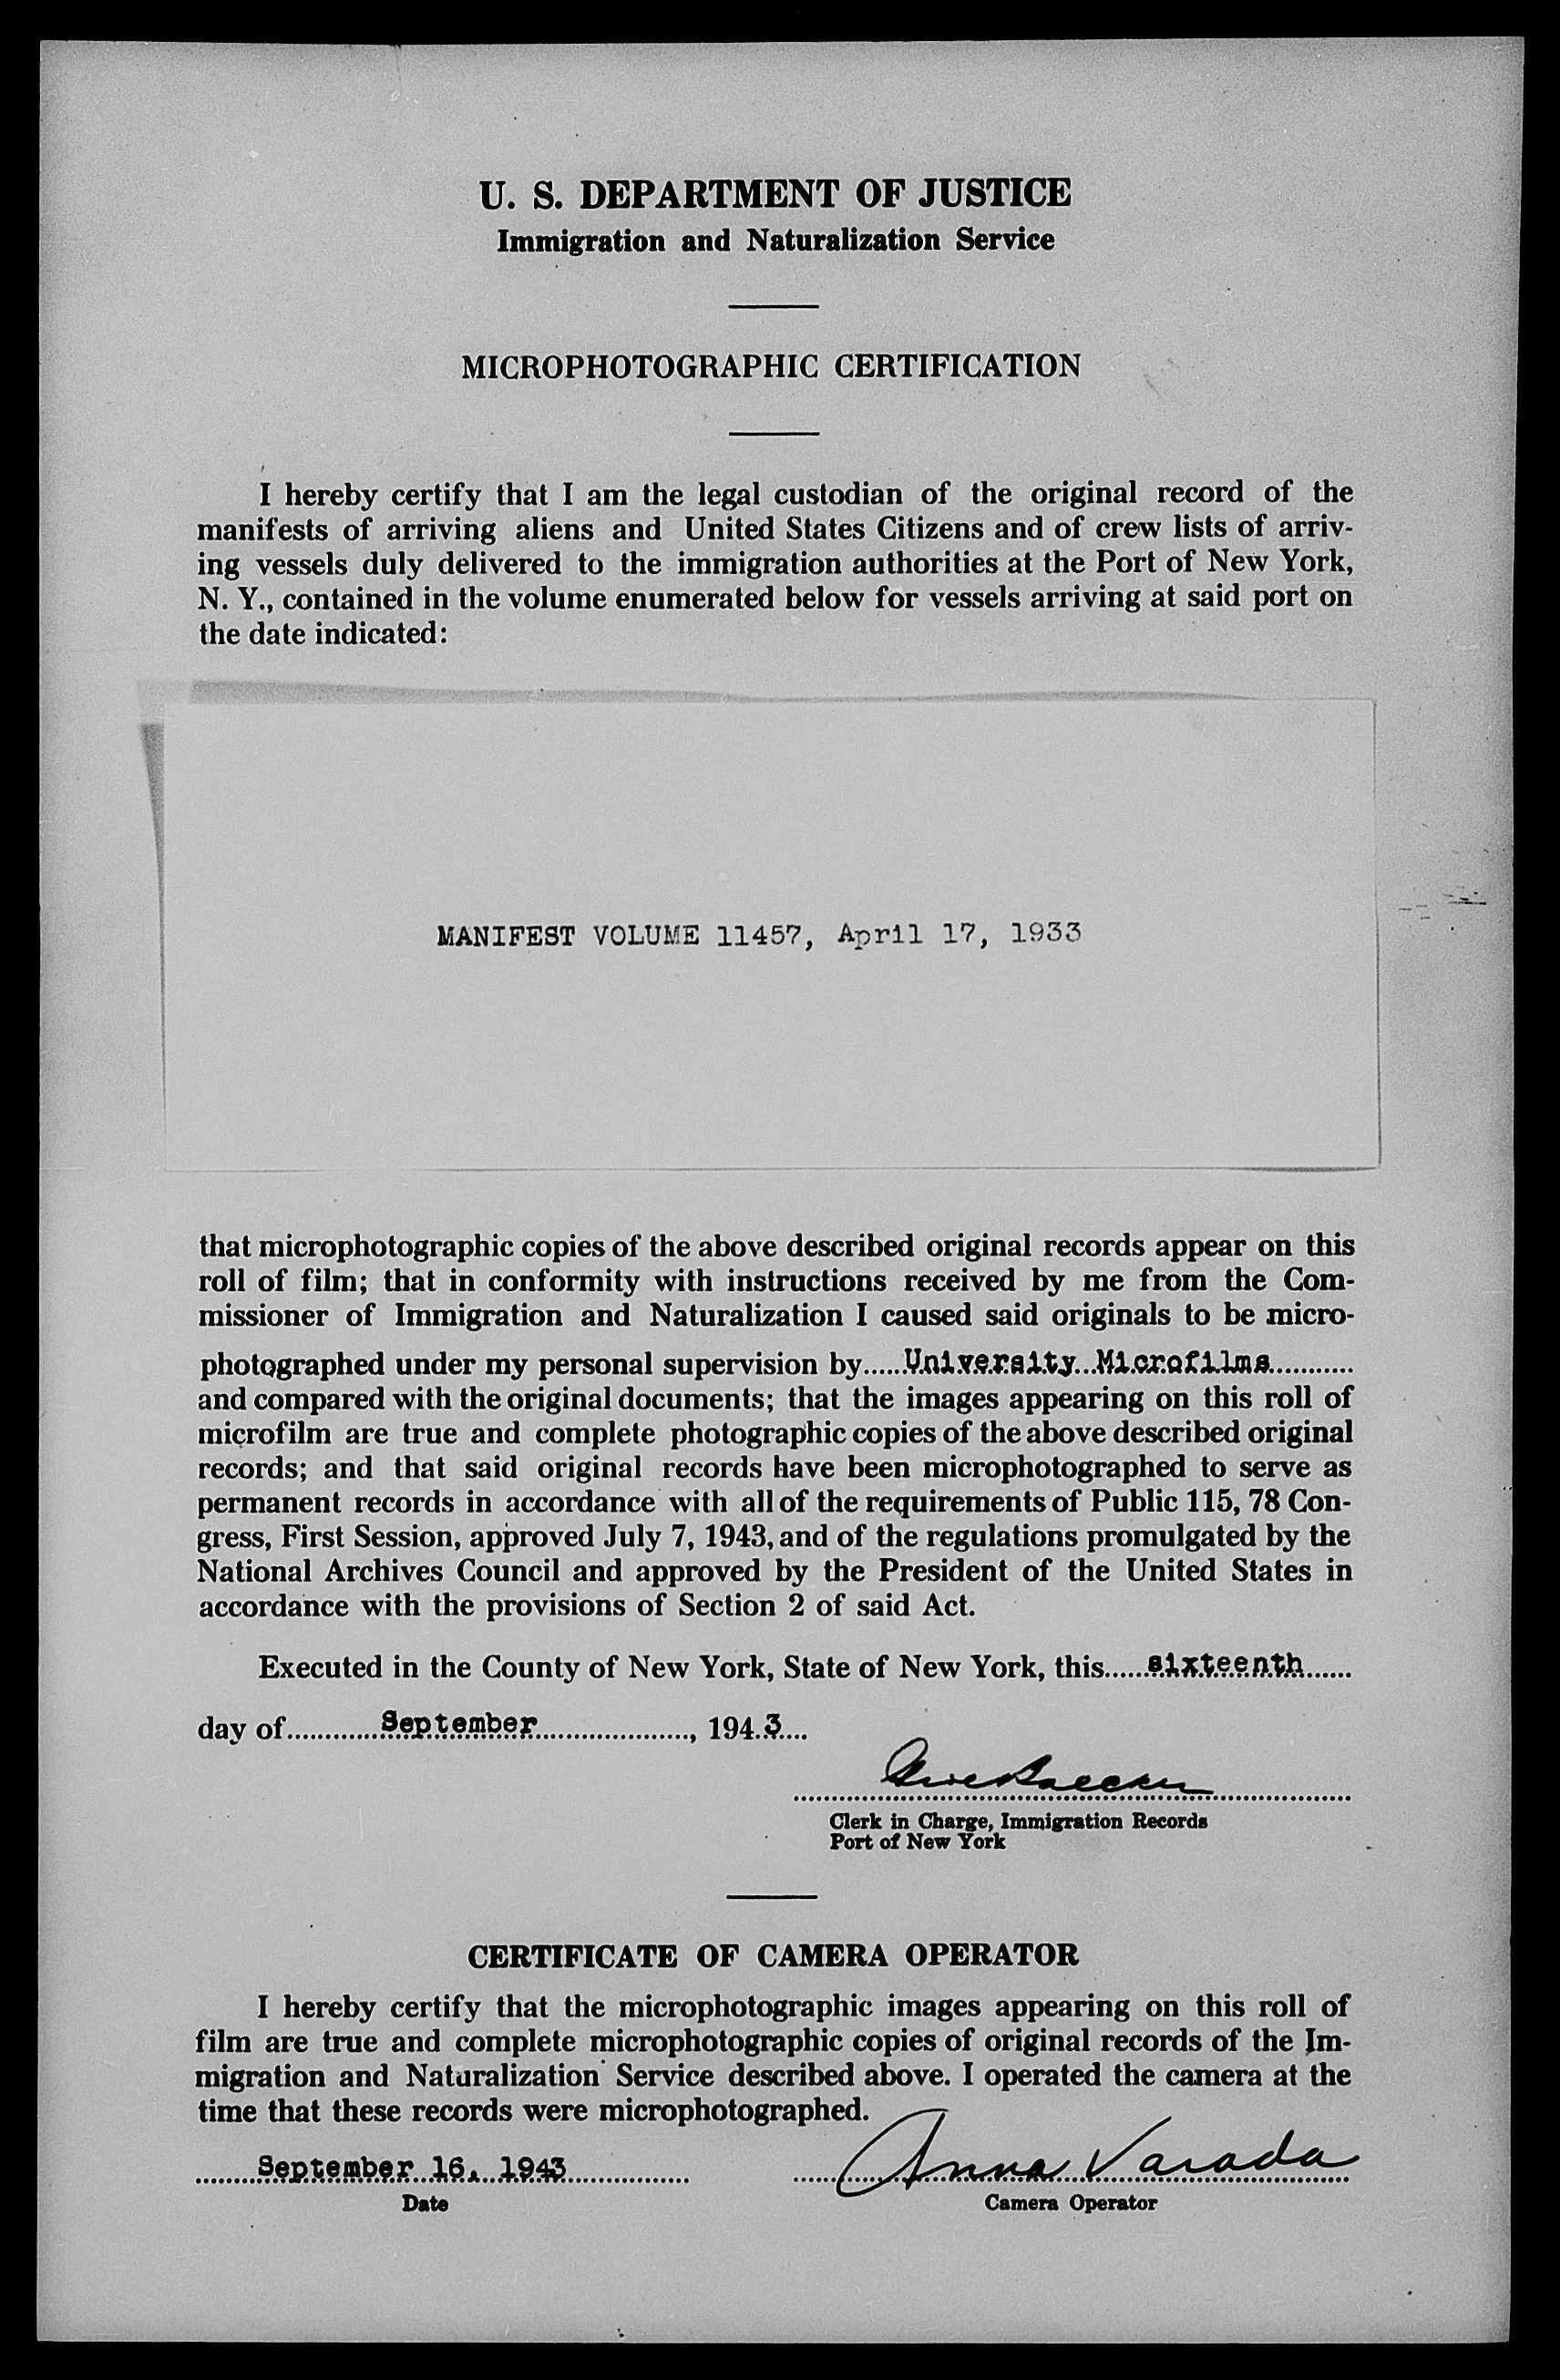 U. S. DEPARTMENT OF JUSTICE
Immigration and Naturalization Service
MICROPHOTOGRAPHIC CERTIFICATION
I hereby certify that I am the legal custodian of the original record of the
manifests of arriving aliens and United States Citizens and of crew lists of arriv-
ing vessels duly delivered to the immigration authorities at the Port of New York,
N. Y., contained in the volume enumerated below for vessels arriving at said port on
the date indicated:
MANIFEST VOLUME 11457, April 17, 1933
that microphotographic copies of the above described original records appear on this
roll of film; that in conformity with instructions received by me from the Com-
missioner of Immigration and Naturalization I caused said originals to be micro-
photographed under my personal supervision by.....University Microfilms..........
and compared with the original documents; that the images appearing on this roll of
microfilm are true and complete photographic copies of the above described original
records; and that said original records have been microphotographed to serve as
permanent records in accordance with all of the requirements of Public 115, 78 Con-
gress, First Session, approved July 7, 1943, and of the regulations promulgated by the
National Archives Council and approved by the President of the United States in
accordance with the provisions of Section 2 of said Act.
Executed in the County of New York, State of New York, this......sixteenth......
day of............September...................., 194.3....
Clerk in Charge, Immigration Records
Port of New York
CERTIFICATE OF CAMERA OPERATOR
I hereby certify that the microphotographic images appearing on this roll of
film are true and complete microphotographic copies of original records of the Im-
migration and Naturalization Service described above. I operated the camera at the
time that these records were microphotographed.
September 16, 1943 Anna Varada
Date Camera Operator